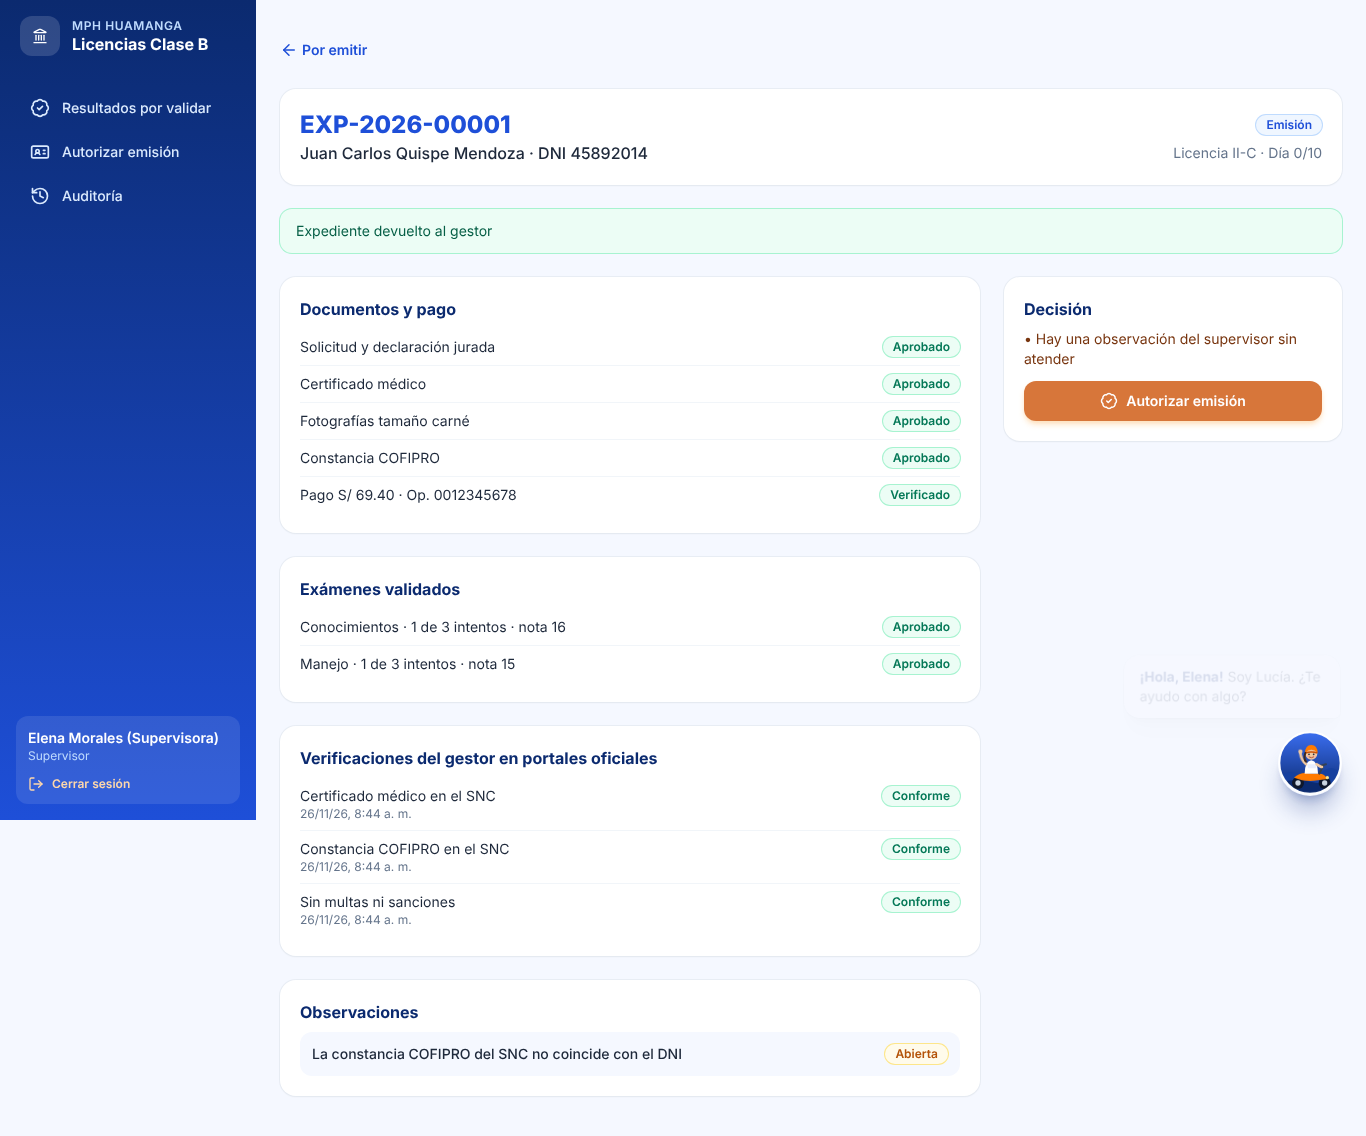 MPH HUAMANGA
Licencias Clase B
Resultados por validar
Autorizar emisión
Auditoría
Elena Morales (Supervisora)
Supervisor
Cerrar sesión
Por emitir
EXP-2026-00001
Emisión
Juan Carlos Quispe Mendoza · DNI 45892014
Licencia II-C · Día 0/10
Expediente devuelto al gestor
Documentos y pago
Solicitud y declaración jurada
Aprobado
Certificado médico
Aprobado
Fotografías tamaño carné
Aprobado
Constancia COFIPRO
Aprobado
Pago S/ 69.40 · Op. 0012345678
Verificado
Exámenes validados
Conocimientos · 1 de 3 intentos · nota 16
Aprobado
Manejo · 1 de 3 intentos · nota 15
Aprobado
Verificaciones del gestor en portales oficiales
Certificado médico en el SNC
Conforme
26/11/26, 8:44 a. m.
Constancia COFIPRO en el SNC
Conforme
26/11/26, 8:44 a. m.
Sin multas ni sanciones
Conforme
26/11/26, 8:44 a. m.
Observaciones
La constancia COFIPRO del SNC no coincide con el DNI
Abierta
Decisión
• Hay una observación del supervisor sin
atender
Autorizar emisión
¡Hola, Elena! Soy Lucía. ¿Te
ayudo con algo?